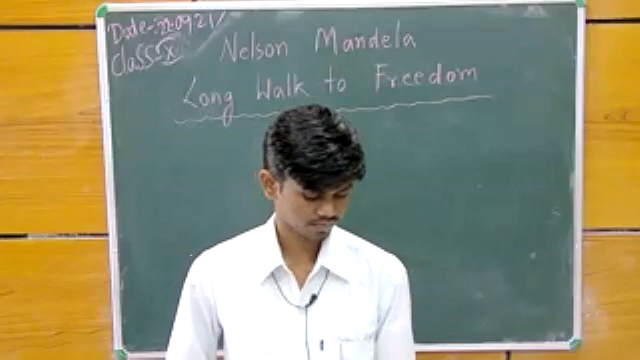 Date-:22-09-21/
Class-X
Nelson Mandela
Long Walk to Freedom